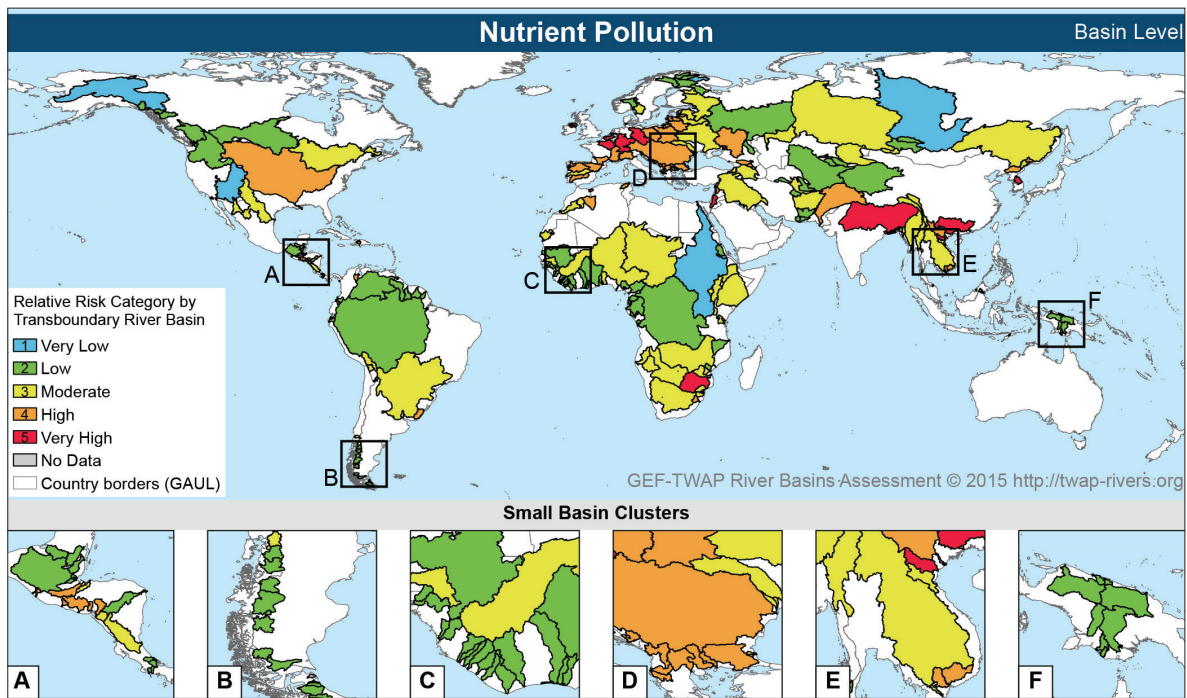 Nutrient Pollution
Basin Level
A
B
C
D
E
F
Relative Risk Category by
Transboundary River Basin
1 Very Low
2 Low
3 Moderate
4 High
5 Very High
No Data
Country borders (GAUL)
GEF-TWAP River Basins Assessment © 2015 http://twap-rivers.org
Small Basin Clusters
A
B
C
D
E
F